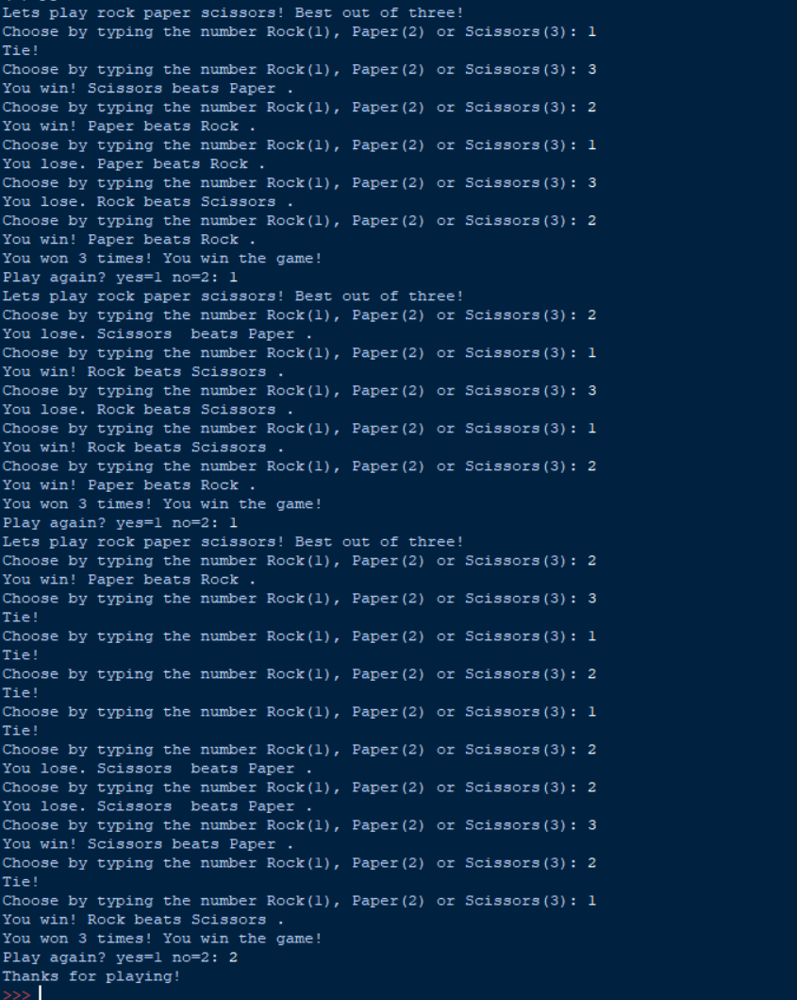 Lets play rock paper scissors! Best out of three!
Choose by typing the number Rock(1), Paper(2) or Scissors(3): 1
Tie!
Choose by typing the number Rock(1), Paper(2) or Scissors(3): 3
You win! Scissors beats Paper .
Choose by typing the number Rock(1), Paper(2) or Scissors(3): 2
You win! Paper beats Rock .
Choose by typing the number Rock(1), Paper(2) or Scissors(3): 1
You lose. Paper beats Rock .
Choose by typing the number Rock(1), Paper(2) or Scissors(3): 3
You lose. Rock beats Scissors .
Choose by typing the number Rock(1), Paper(2) or Scissors(3): 2
You win! Paper beats Rock .
You won 3 times! You win the game!
Play again? yes=1 no=2: 1
Lets play rock paper scissors! Best out of three!
Choose by typing the number Rock(1), Paper(2) or Scissors(3): 2
You lose. Scissors  beats Paper .
Choose by typing the number Rock(1), Paper(2) or Scissors(3): 1
You win! Rock beats Scissors .
Choose by typing the number Rock(1), Paper(2) or Scissors(3): 3
You lose. Rock beats Scissors .
Choose by typing the number Rock(1), Paper(2) or Scissors(3): 1
You win! Rock beats Scissors .
Choose by typing the number Rock(1), Paper(2) or Scissors(3): 2
You win! Paper beats Rock .
You won 3 times! You win the game!
Play again? yes=1 no=2: 1
Lets play rock paper scissors! Best out of three!
Choose by typing the number Rock(1), Paper(2) or Scissors(3): 2
You win! Paper beats Rock .
Choose by typing the number Rock(1), Paper(2) or Scissors(3): 3
Tie!
Choose by typing the number Rock(1), Paper(2) or Scissors(3): 1
Tie!
Choose by typing the number Rock(1), Paper(2) or Scissors(3): 2
Tie!
Choose by typing the number Rock(1), Paper(2) or Scissors(3): 1
Tie!
Choose by typing the number Rock(1), Paper(2) or Scissors(3): 2
You lose. Scissors  beats Paper .
Choose by typing the number Rock(1), Paper(2) or Scissors(3): 2
You lose. Scissors  beats Paper .
Choose by typing the number Rock(1), Paper(2) or Scissors(3): 3
You win! Scissors beats Paper .
Choose by typing the number Rock(1), Paper(2) or Scissors(3): 2
Tie!
Choose by typing the number Rock(1), Paper(2) or Scissors(3): 1
You win! Rock beats Scissors .
You won 3 times! You win the game!
Play again? yes=1 no=2: 2
Thanks for playing!
>>>